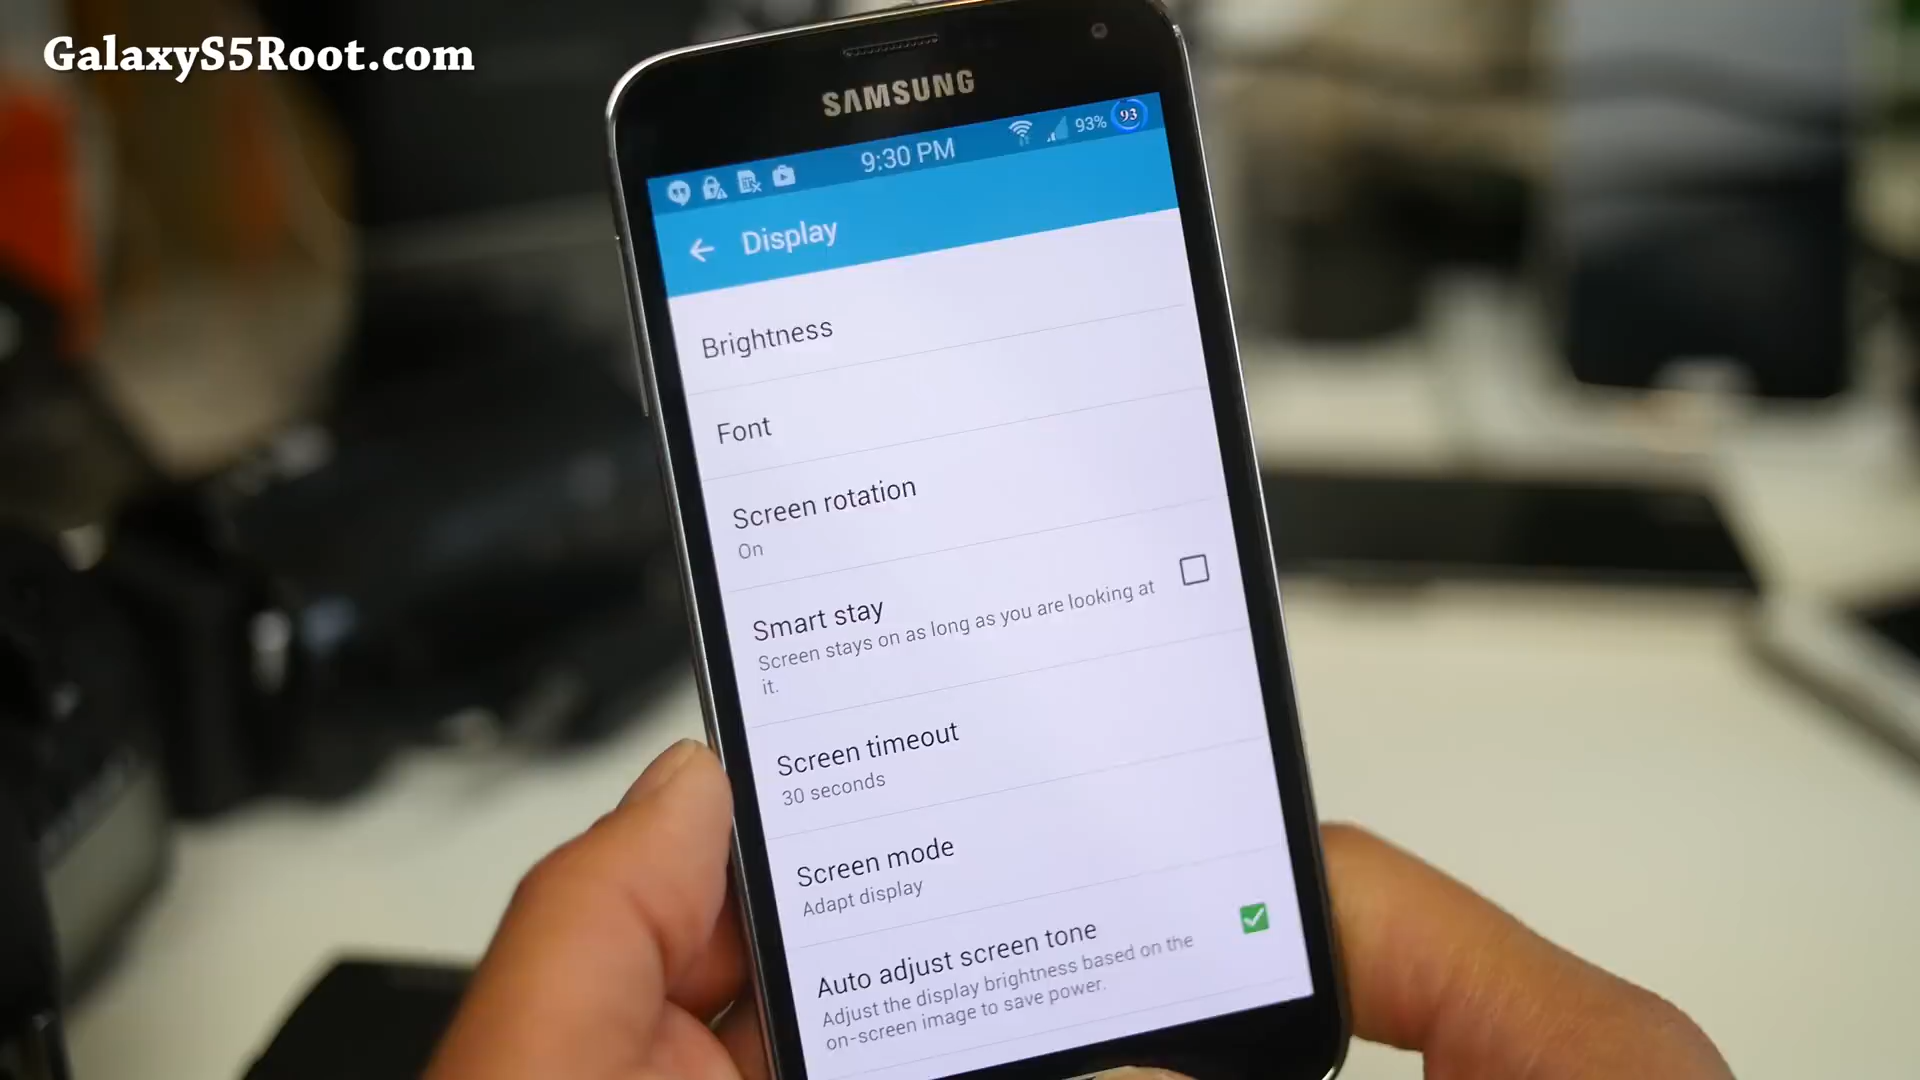 GalaxyS5Root.com
SAMSUNG
9:30 PM
93%
93
Display
Brightness
Font
Screen rotation
On
Smart stay
Screen stays on as long as you are looking at
it.
Screen timeout
30 seconds
Screen mode
Adapt display
Auto adjust screen tone
Adjust the display brightness based on the
on-screen image to save power.